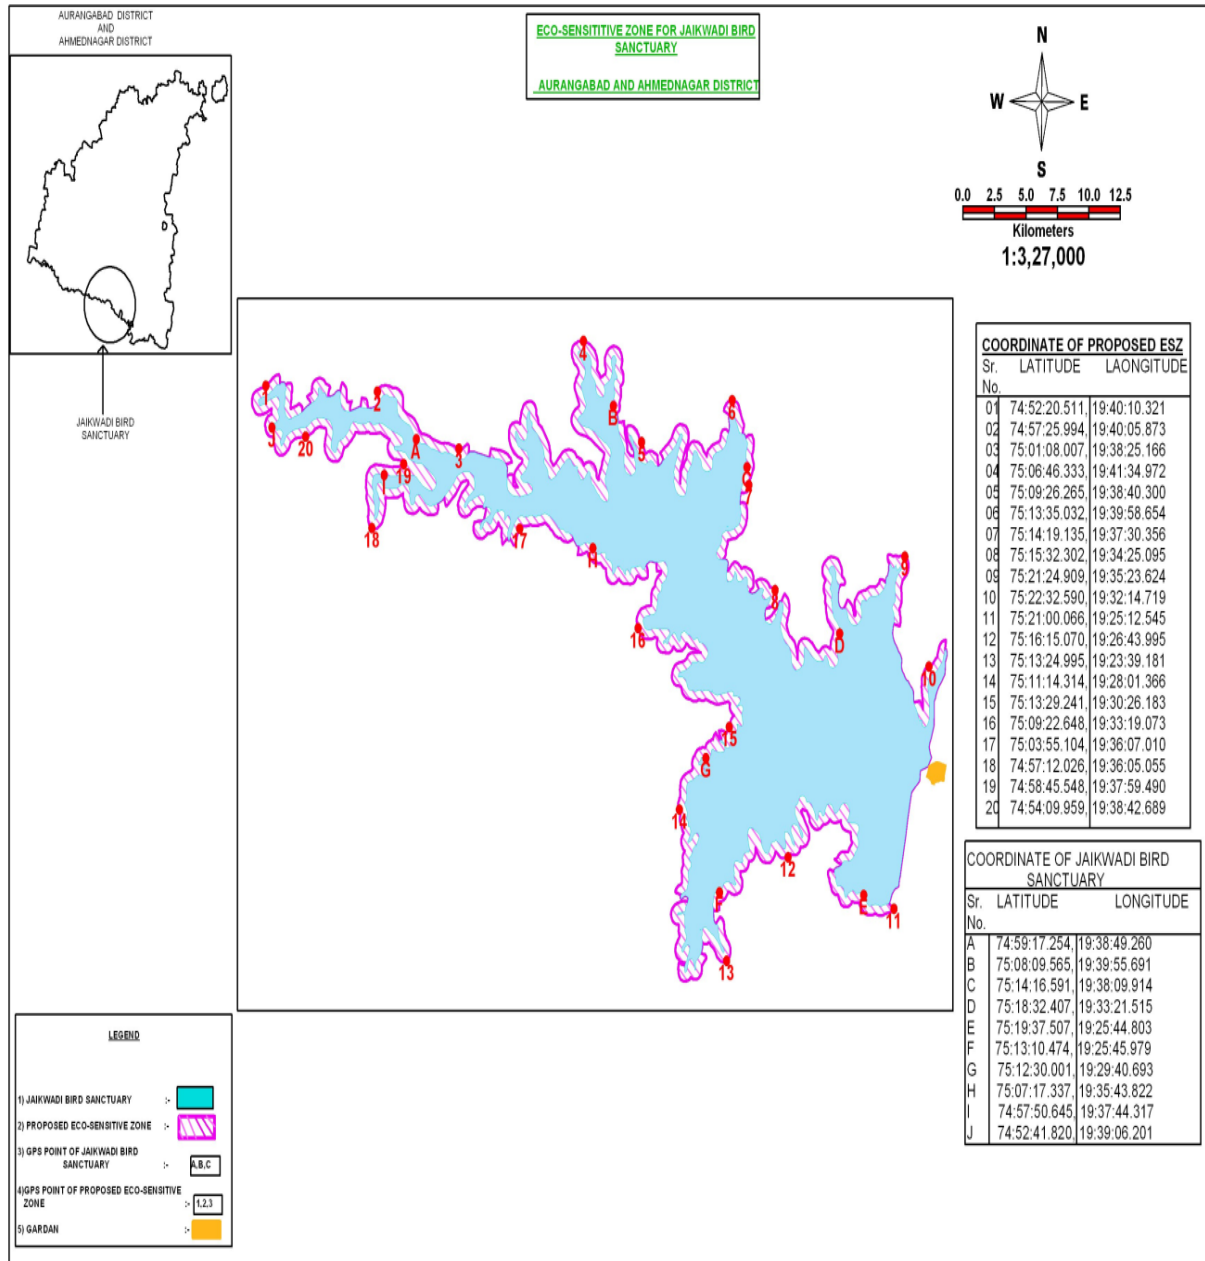 AURANGABAD DISTRICT
AND
AHMEDNAGAR DISTRICT
JAIKWADI BIRD
SANCTUARY
ECO-SENSITITIVE ZONE FOR JAIKWADI BIRD
SANCTUARY
AURANGABAD AND AHMEDNAGAR DISTRICT
N
W E
S
0.0 2.5 5.0 7.5 10.0 12.5
Kilometers
1:3,27,000
4
1
2
B
6
J
20
A
3
5
C
7
19
I
18
17
H
9
8
16
D
10
15
G
14
12
F
E
11
13
COORDINATE OF PROPOSED ESZ
Sr. LATITUDE LAONGITUDE
No.
01 74:52:20.511, 19:40:10.321
02 74:57:25.994, 19:40:05.873
03 75:01:08.007, 19:38:25.166
04 75:06:46.333, 19:41:34.972
05 75:09:26.265, 19:38:40.300
06 75:13:35.032, 19:39:58.654
07 75:14:19.135, 19:37:30.356
08 75:15:32.302, 19:34:25.095
09 75:21:24.909, 19:35:23.624
10 75:22:32.590, 19:32:14.719
11 75:21:00.066, 19:25:12.545
12 75:16:15.070, 19:26:43.995
13 75:13:24.995, 19:23:39.181
14 75:11:14.314, 19:28:01.366
15 75:13:29.241, 19:30:26.183
16 75:09:22.648, 19:33:19.073
17 75:03:55.104, 19:36:07.010
18 74:57:12.026, 19:36:05.055
19 74:58:45.548, 19:37:59.490
20 74:54:09.959, 19:38:42.689
COORDINATE OF JAIKWADI BIRD
SANCTUARY
Sr. LATITUDE LONGITUDE
No.
A 74:59:17.254, 19:38:49.260
B 75:08:09.565, 19:39:55.691
C 75:14:16.591, 19:38:09.914
D 75:18:32.407, 19:33:21.515
E 75:19:37.507, 19:25:44.803
F 75:13:10.474, 19:25:45.979
G 75:12:30.001, 19:29:40.693
H 75:07:17.337, 19:35:43.822
I 74:57:50.645, 19:37:44.317
J 74:52:41.820, 19:39:06.201
LEGEND
1) JAIKWADI BIRD SANCTUARY :-
2) PROPOSED ECO-SENSITIVE ZONE :-
3) GPS POINT OF JAIKWADI BIRD
SANCTUARY :- A,B,C
4)GPS POINT OF PROPOSED ECO-SENSITIVE
ZONE :- 1,2,3
5) GARDAN :-